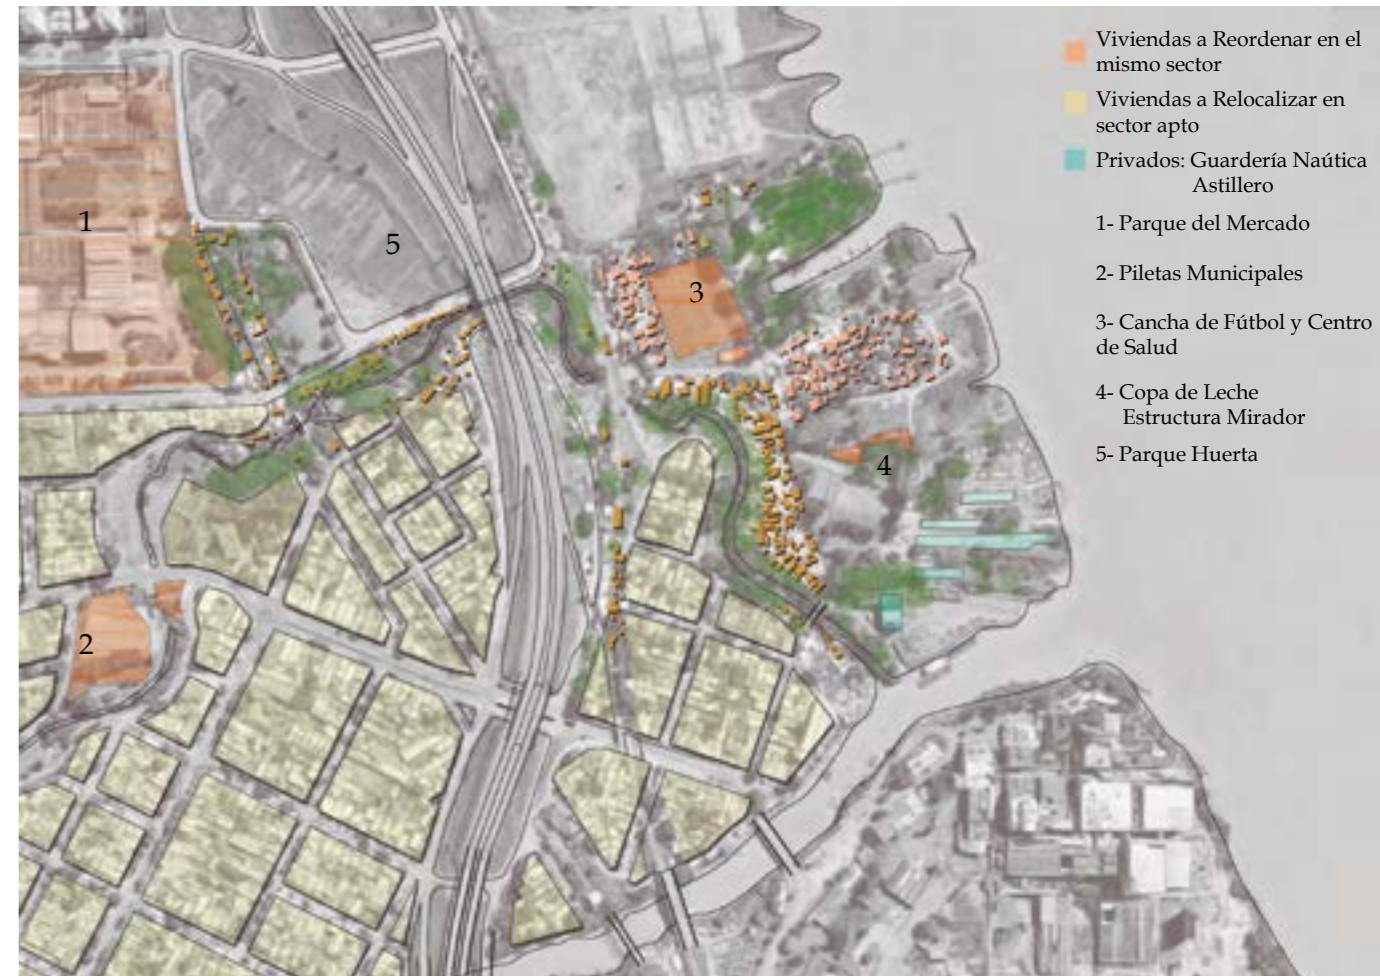 Viviendas a Reordenar en el
mismo sector
Viviendas a Relocalizar en
sector apto
Privados: Guardería Naútica
Astillero
1- Parque del Mercado
2- Piletas Municipales
3- Cancha de Fútbol y Centro
de Salud
4- Copa de Leche
Estructura Mirador
5- Parque Huerta
1
5
3
4
2